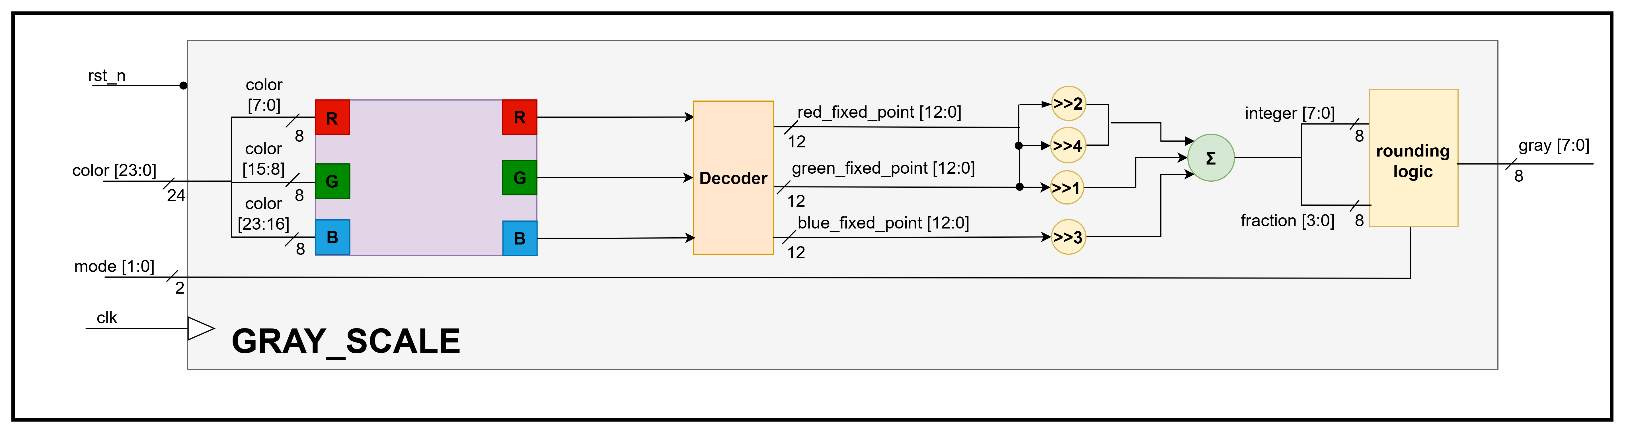 rst_n
color
[7:0]
8
R
R
color [23:0]
24
color
[15:8]
8
G
G
color
[23:16]
8
B
B
mode [1:0]
2
clk
GRAY_SCALE
Decoder
red_fixed_point [12:0]
12
green_fixed_point [12:0]
12
blue_fixed_point [12:0]
12
>>2
>>4
>>1
>>3
Σ
integer [7:0]
8
fraction [3:0]
8
rounding
logic
gray [7:0]
8